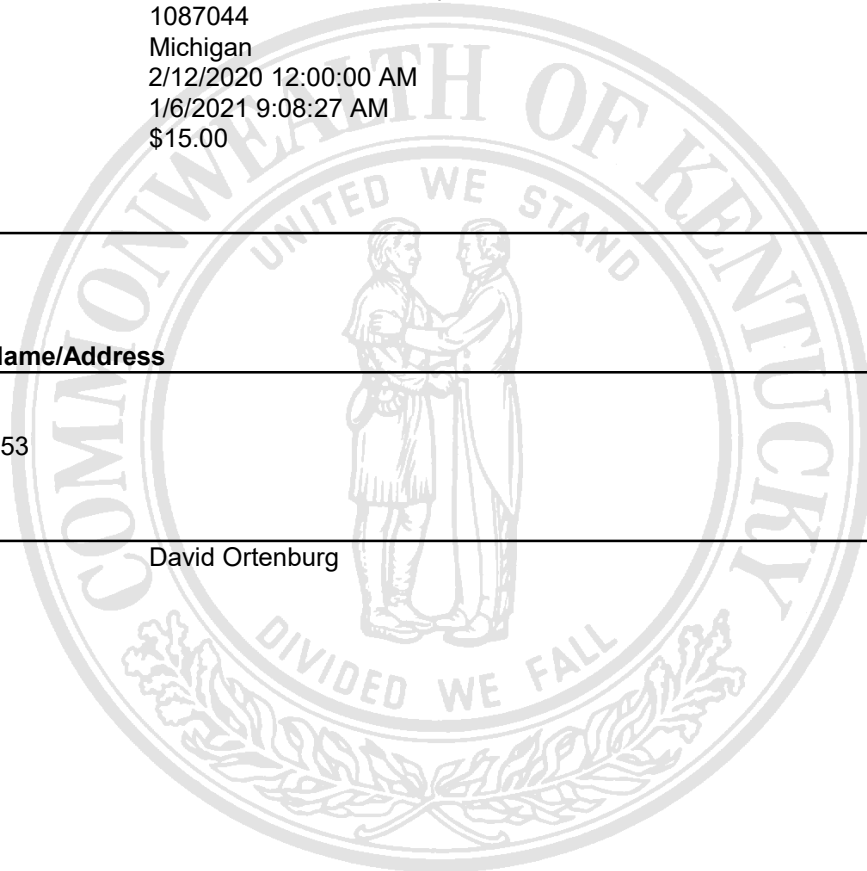 1087044
Michigan
2/12/2020 12:00:00 AM
1/6/2021 9:08:27 AM
$15.00
COMMONWEALTH OF KENTUCKY
UNITED WE STAND
Name/Address
53
David Ortenburg
DIVIDED WE FALL